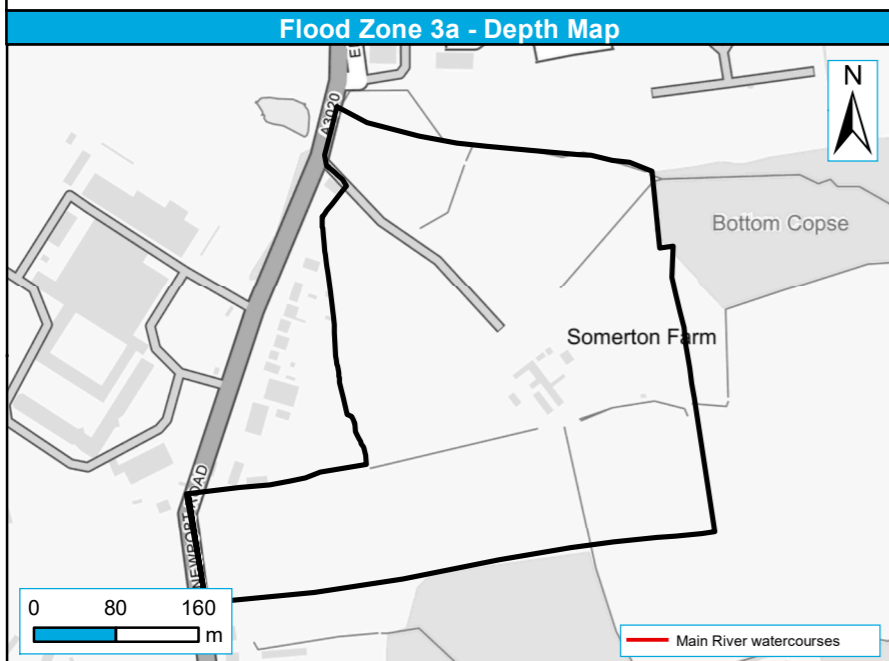 Flood Zone 3a - Depth Map
A3020
N
Bottom Copse
Somerton Farm
NEWPORT ROAD
0 80 160
m
Main River watercourses